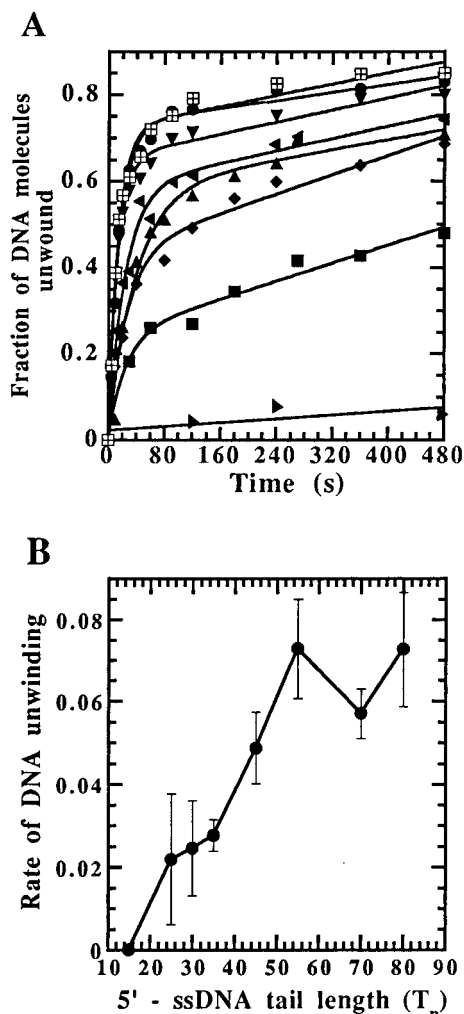 A
Fraction of DNA molecules
unwound
0.8
0.6
0.4
0.2
0
0 80 160 240 320 400 480
Time (s)
B
Rate of DNA unwinding
0.08
0.06
0.04
0.02
0
10 20 30 40 50 60 70 80 90
5' - ssDNA tail length (Tn)